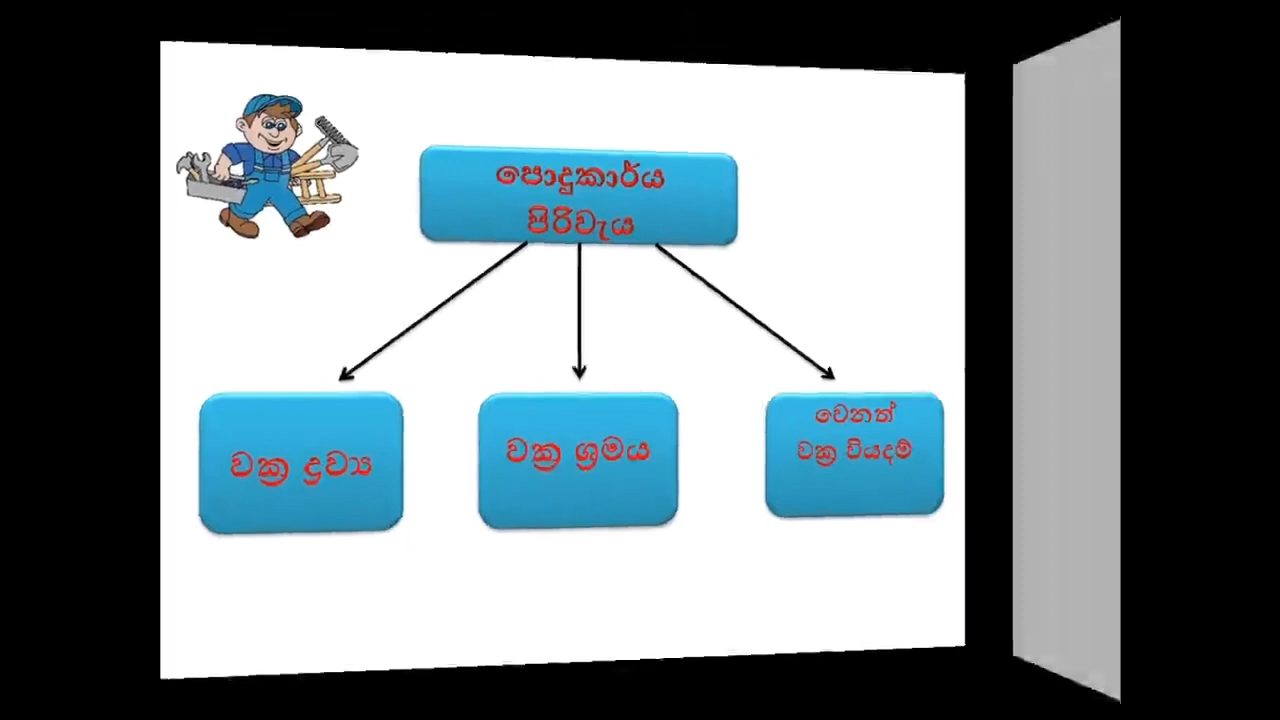 පොදුකාර්ය
පිරිවැය
වක්‍ර ද්‍රව්‍ය
වක්‍ර ශ්‍රමය
වෙනත්
වක්‍ර වියදම්